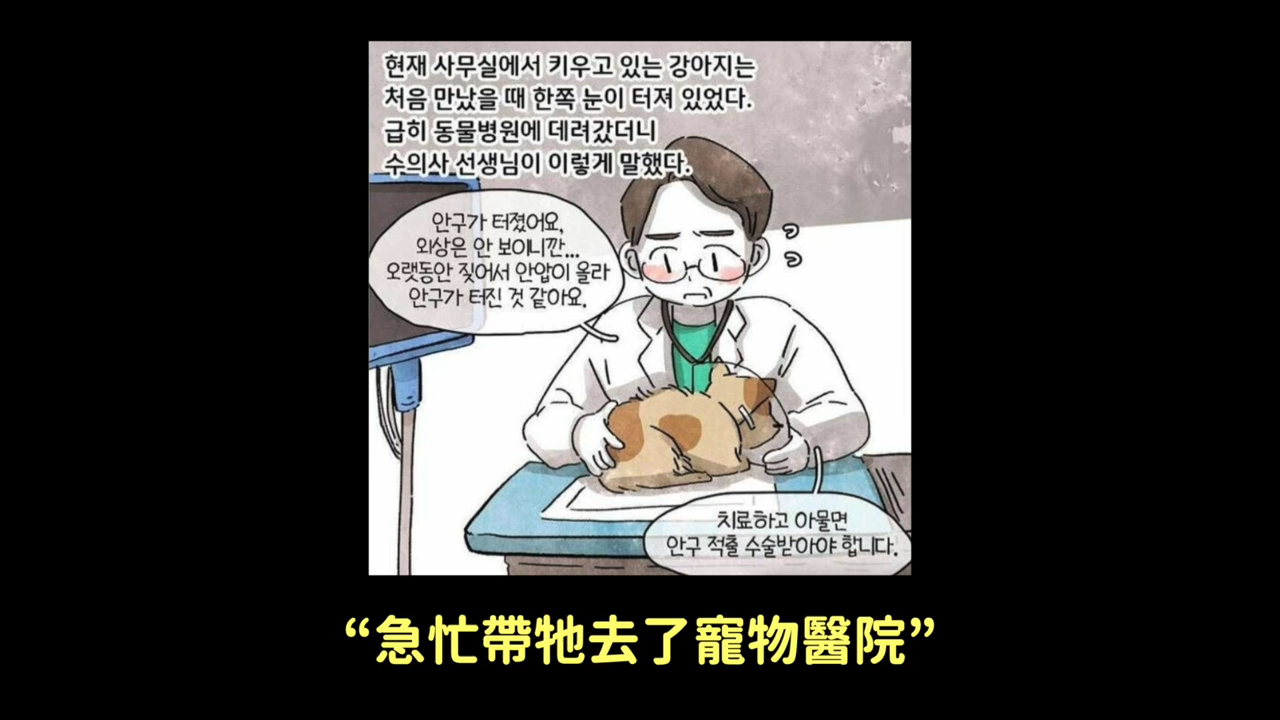 현재 사무실에서 키우고 있는 강아지는
처음 만났을 때 한쪽 눈이 터져 있었다.
급히 동물병원에 데려갔더니
수의사 선생님이 이렇게 말했다.
안구가 터졌어요,
외상은 안 보이니깐...
오랫동안 짖어서 안압이 올라
안구가 터진 것 같아요.
치료하고 아물면
안구 적출 수술받아야 합니다.
“急忙帶牠去了寵物醫院”